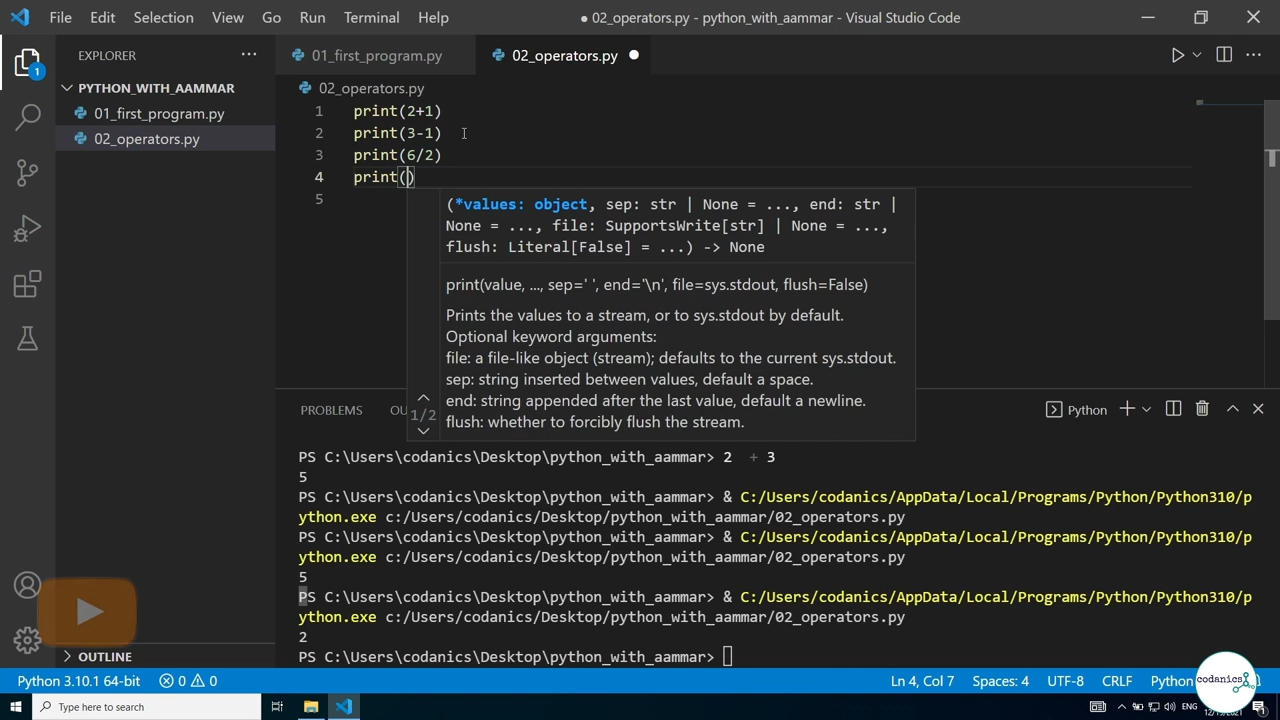 File Edit Selection View Go Run Terminal Help ● 02_operators.py - python_with_aammar - Visual Studio Code
EXPLORER ···
01_first_program.py
02_operators.py ●
1
PYTHON_WITH_AAMMAR
01_first_program.py
02_operators.py
02_operators.py
1 print(2+1)
2 print(3-1)
3 print(6/2)
4 print()
5
(*values: object, sep: str | None = ..., end: str |
None = ..., file: SupportsWrite[str] | None = ...,
flush: Literal[False] = ...) -> None
print(value, ..., sep=' ', end='\n', file=sys.stdout, flush=False)
Prints the values to a stream, or to sys.stdout by default.
Optional keyword arguments:
file: a file-like object (stream); defaults to the current sys.stdout.
sep: string inserted between values, default a space.
end: string appended after the last value, default a newline.
flush: whether to forcibly flush the stream.
1/2
PROBLEMS OU
Python
PS C:\Users\codanics\Desktop\python_with_aammar> 2 + 3
5
PS C:\Users\codanics\Desktop\python_with_aammar> & C:/Users/codanics/AppData/Local/Programs/Python/Python310/p
ython.exe c:/Users/codanics/Desktop/python_with_aammar/02_operators.py
PS C:\Users\codanics\Desktop\python_with_aammar> & C:/Users/codanics/AppData/Local/Programs/Python/Python310/p
ython.exe c:/Users/codanics/Desktop/python_with_aammar/02_operators.py
5
PS C:\Users\codanics\Desktop\python_with_aammar> & C:/Users/codanics/AppData/Local/Programs/Python/Python310/p
ython.exe c:/Users/codanics/Desktop/python_with_aammar/02_operators.py
2
PS C:\Users\codanics\Desktop\python_with_aammar>
OUTLINE
Python 3.10.1 64-bit 0 0 Ln 4, Col 7 Spaces: 4 UTF-8 CRLF Python
codanics
Type here to search
ENG